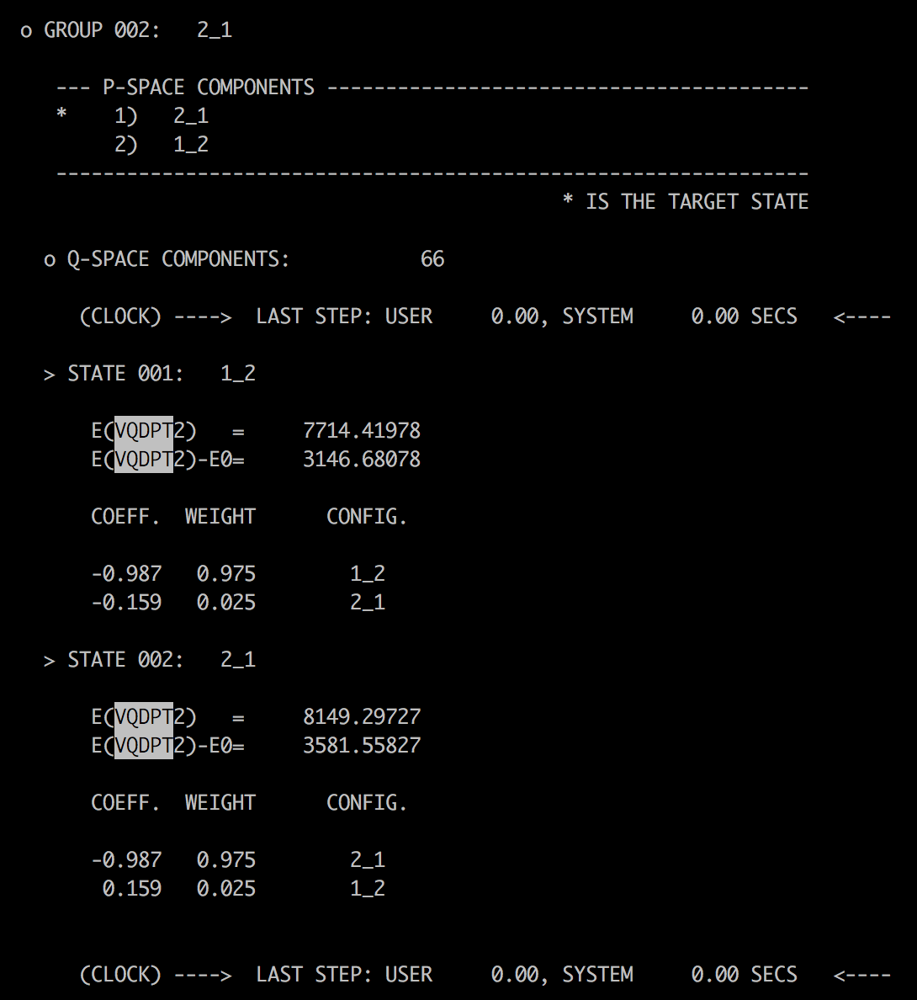 o GROUP 002:   2_1
--- P-SPACE COMPONENTS -----------------------------------------
*    1)   2_1
     2)   1_2
----------------------------------------------------------------
* IS THE TARGET STATE
o Q-SPACE COMPONENTS:           66
(CLOCK) ---->  LAST STEP: USER     0.00, SYSTEM     0.00 SECS   <----
> STATE 001:   1_2
E(VQDPT2)   =     7714.41978
E(VQDPT2)-E0=     3146.68078
COEFF.  WEIGHT      CONFIG.
-0.987   0.975        1_2
-0.159   0.025        2_1
> STATE 002:   2_1
E(VQDPT2)   =     8149.29727
E(VQDPT2)-E0=     3581.55827
COEFF.  WEIGHT      CONFIG.
-0.987   0.975        2_1
0.159   0.025        1_2
(CLOCK) ---->  LAST STEP: USER     0.00, SYSTEM     0.00 SECS   <----